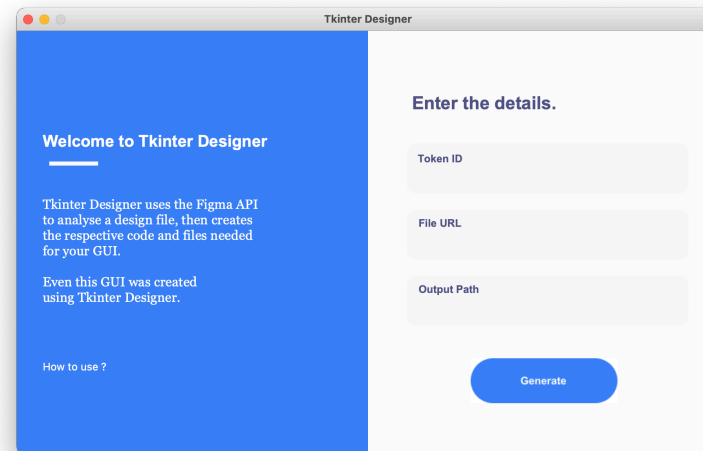 Tkinter Designer
Welcome to Tkinter Designer
Tkinter Designer uses the Figma API
to analyse a design file, then creates
the respective code and files needed
for your GUI.
Even this GUI was created
using Tkinter Designer.
How to use ?
Enter the details.
Token ID
File URL
Output Path
Generate